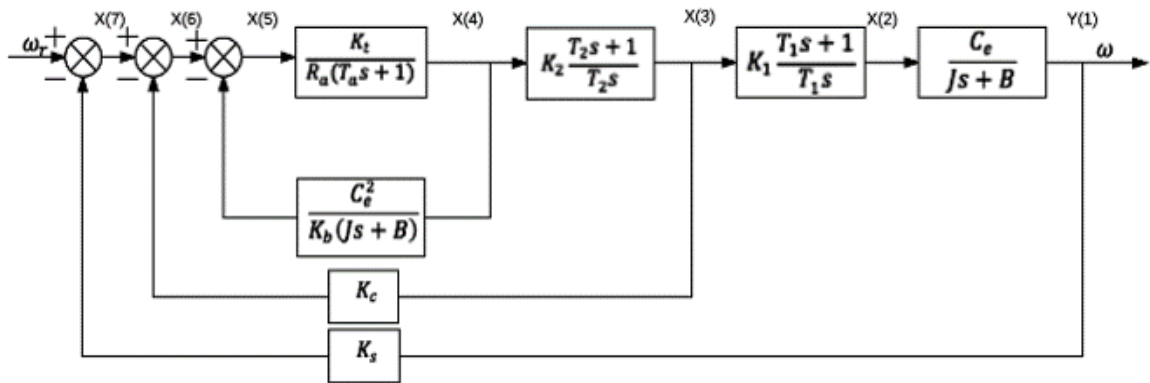 X(7) X(6) X(5) X(4) X(3) X(2) Y(1)
ω_r + − + − + − K_t / R_a(T_a s + 1) K_2 (T_2 s + 1) / T_2 s K_1 (T_1 s + 1) / T_1 s C_e / Js + B ω
C_e^2 / K_b(Js + B)
K_c
K_s